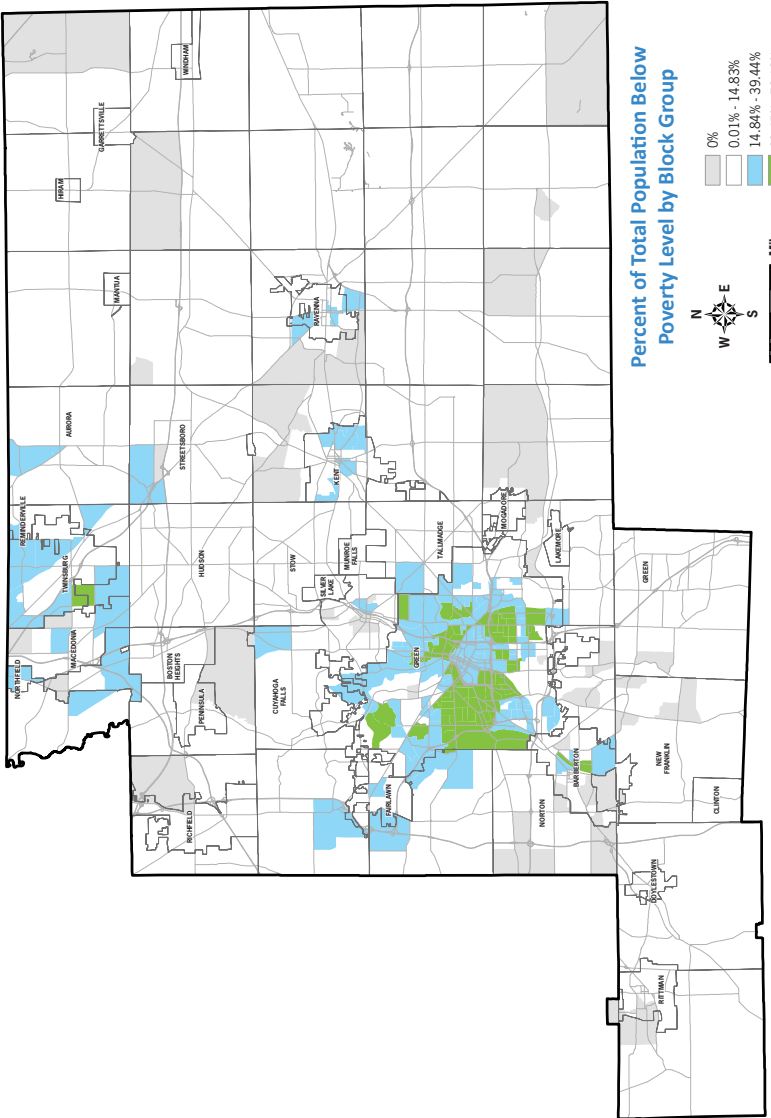 WINDHAM
GARRETTSVILLE
HIRAM
MANTUA
RAVENNA
AURORA
STREETSBORO
KENT
REMINDERVILLE
TWINSBURG
HUDSON
STOW
MUNROE
FALLS
SILVER
LAKE
TALLMADGE
MOGADORE
LAKEMORE
GREEN
NORTHFIELD
MACEDONIA
BOSTON
HEIGHTS
PENINSULA
CUYAHOGA
FALLS
GREEN
RICHFIELD
FAIRLAWN
NORTON
BARBERTON
NEW
FRANKLIN
CLINTON
DOYLESTOWN
RITTMAN
Percent of Total Population Below
Poverty Level by Block Group
N
W E
S
0%
0.01% - 14.83%
14.84% - 39.44%